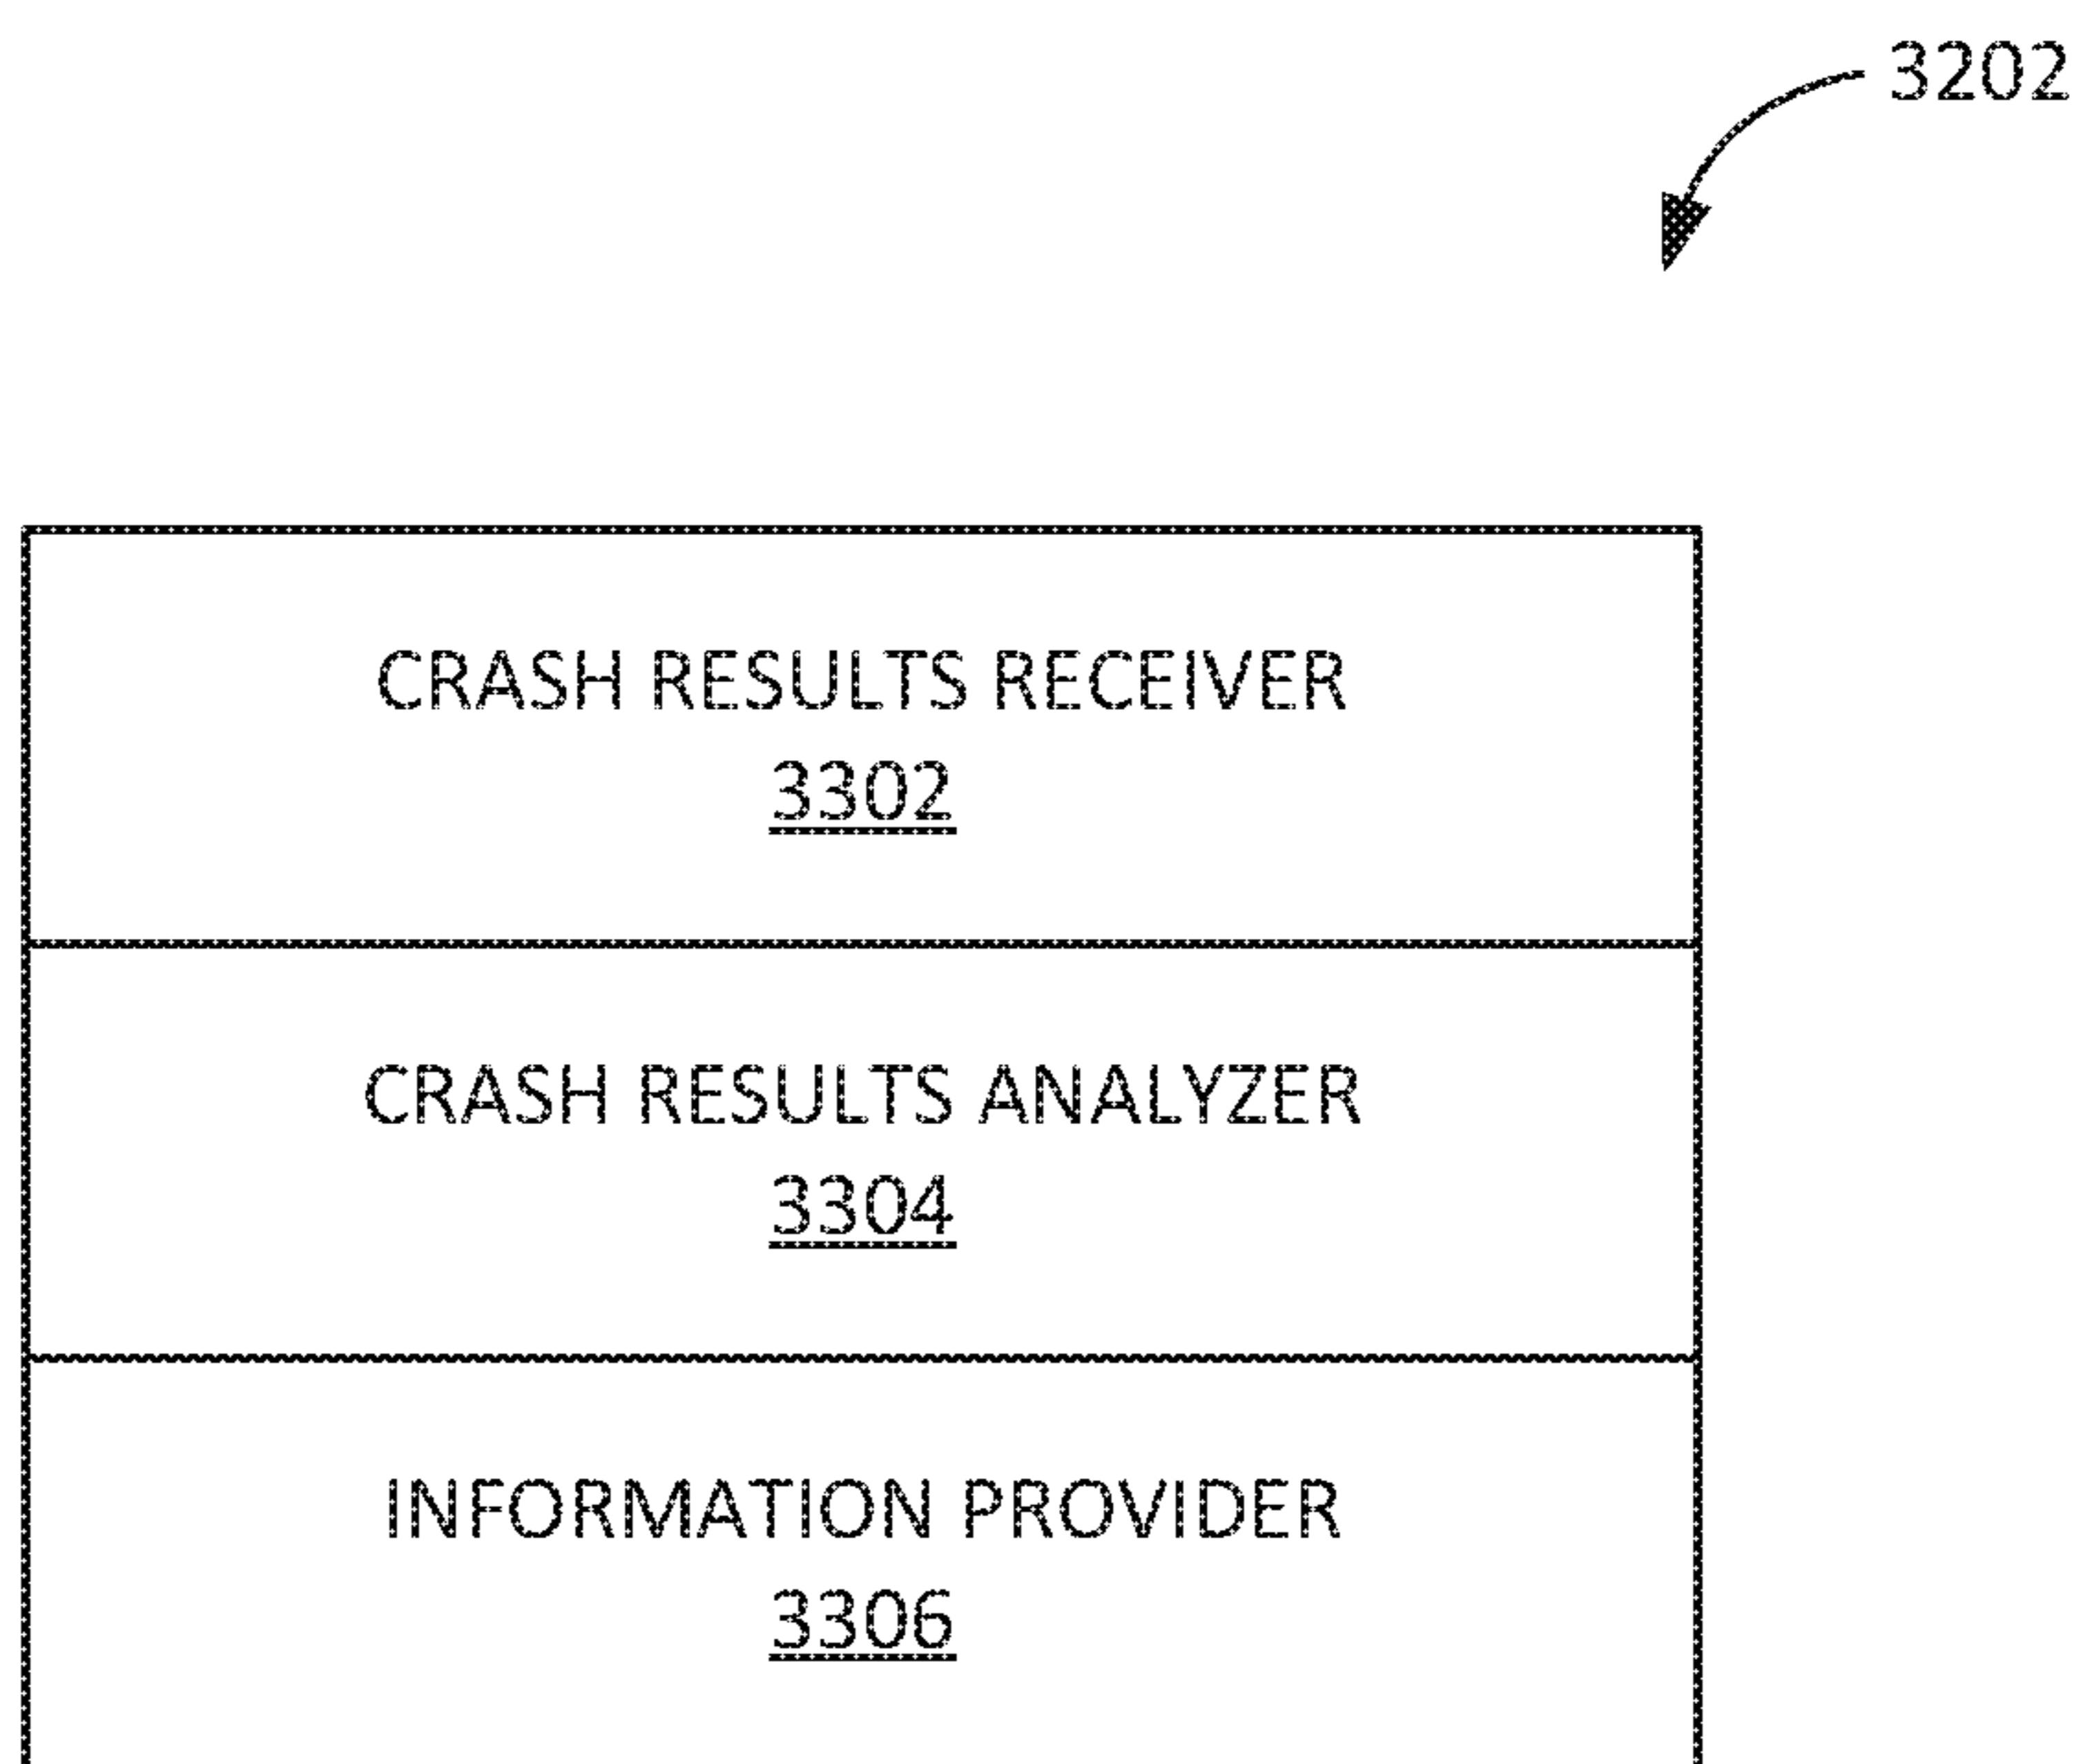 3202
CRASH RESULTS RECEIVER
3302
CRASH RESULTS ANALYZER
3304
INFORMATION PROVIDER
3306